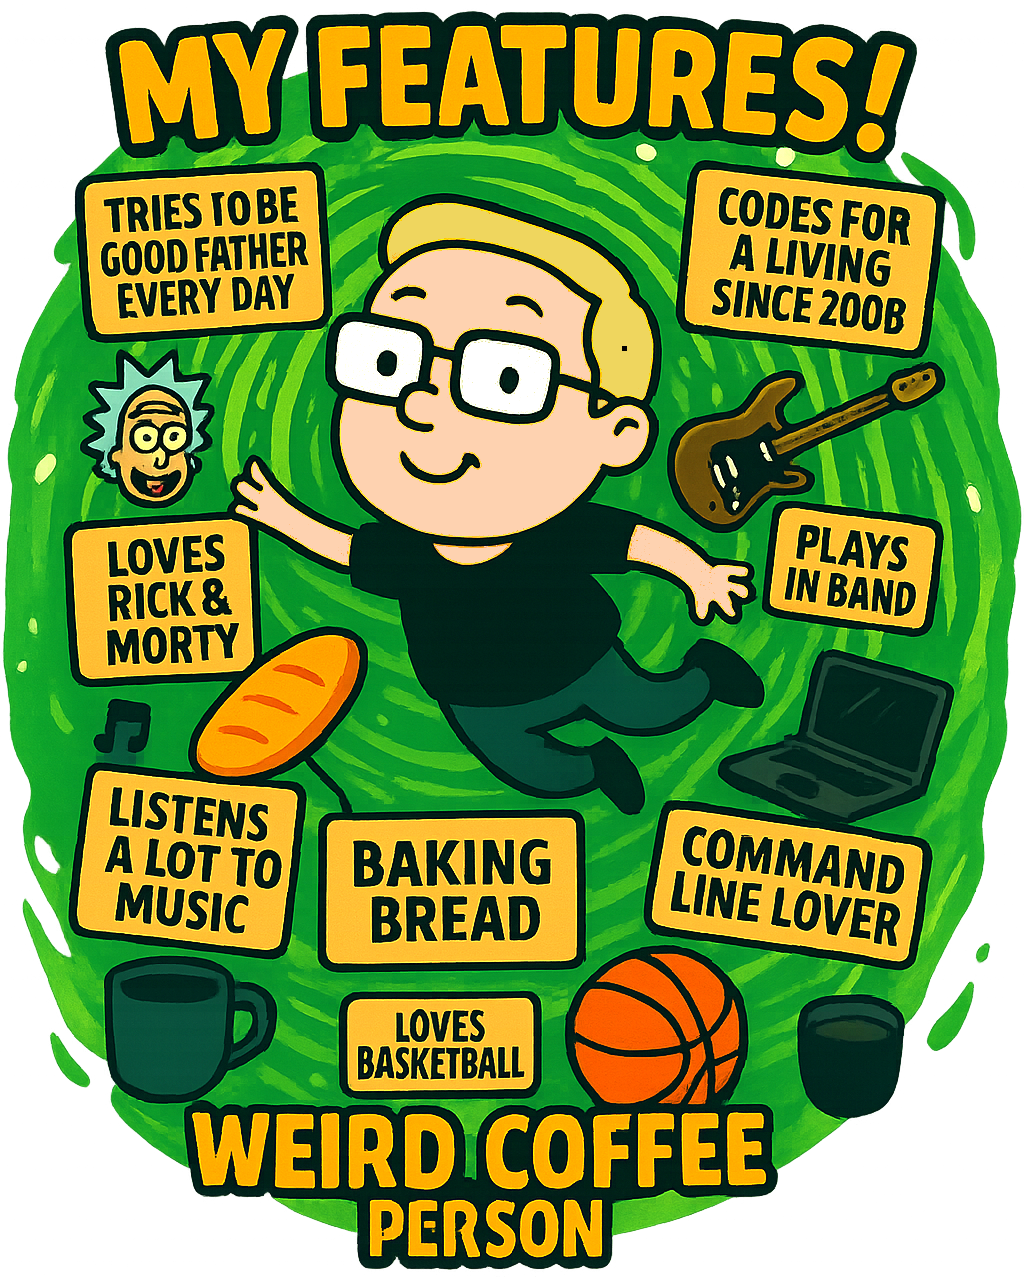 MY FEATURES!
TRIES TO BE
GOOD FATHER
EVERY DAY
CODES FOR
A LIVING
SINCE 200B
LOVES
RICK &
MORTY
PLAYS
IN BAND
LISTENS
A LOT TO
MUSIC
BAKING
BREAD
COMMAND
LINE LOVER
LOVES
BASKETBALL
WEIRD COFFEE
PERSON